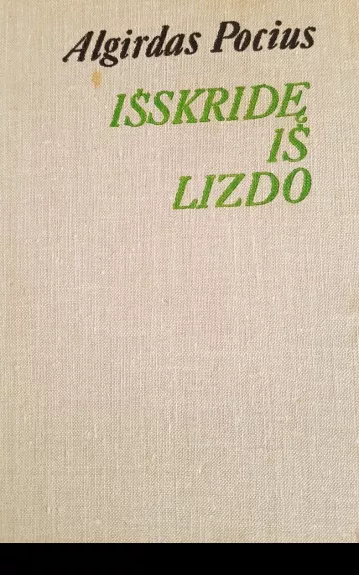 Algirdas Pocius
IŠSKRIDĘ
IŠ
LIZDO